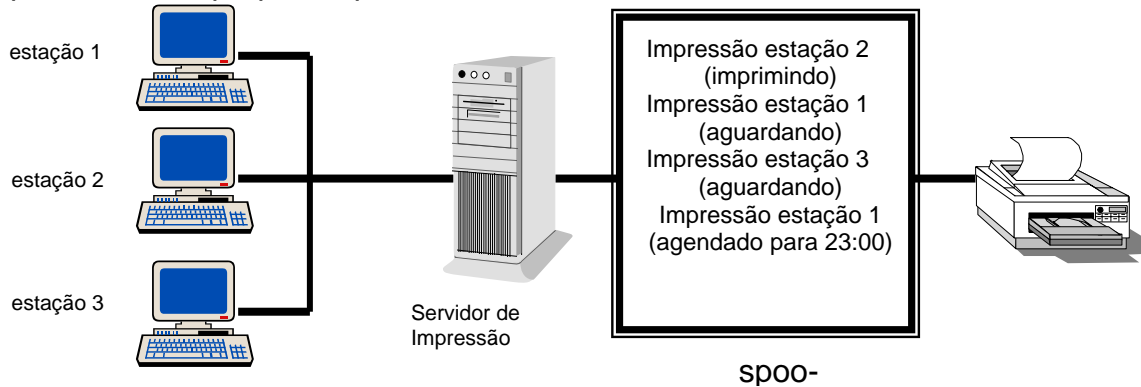 estação 1
estação 2
estação 3
Servidor de
Impressão
Impressão estação 2
(imprimindo)
Impressão estação 1
(aguardando)
Impressão estação 3
(aguardando)
Impressão estação 1
(agendado para 23:00)
spoo-